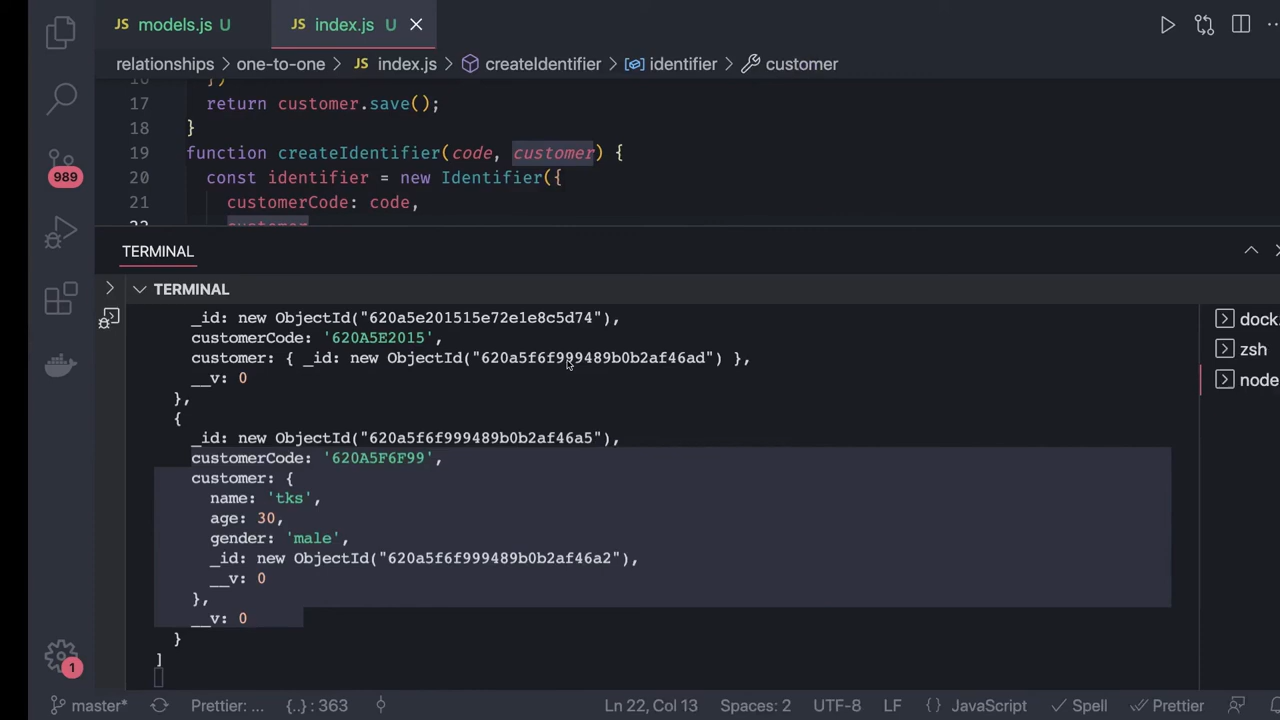 JS models.js U JS index.js U
relationships one-to-one JS index.js createIdentifier identifier customer
16 })
17 return customer.save();
18 }
19 function createIdentifier(code, customer) {
20 const identifier = new Identifier({
21 customerCode: code,
22 customer
989
TERMINAL
TERMINAL
_id: new ObjectId("620a5e201515e72e1e8c5d74"),
customerCode: '620A5E2015',
customer: { _id: new ObjectId("620a5f6f999489b0b2af46ad") },
__v: 0
},
{
_id: new ObjectId("620a5f6f999489b0b2af46a5"),
customerCode: '620A5F6F99',
customer: {
name: 'tks',
age: 30,
gender: 'male',
_id: new ObjectId("620a5f6f999489b0b2af46a2"),
__v: 0
},
__v: 0
}
]
dock
zsh
node
1
master* Prettier: ... {..} : 363 Ln 22, Col 13 Spaces: 2 UTF-8 LF {} JavaScript Spell Prettier